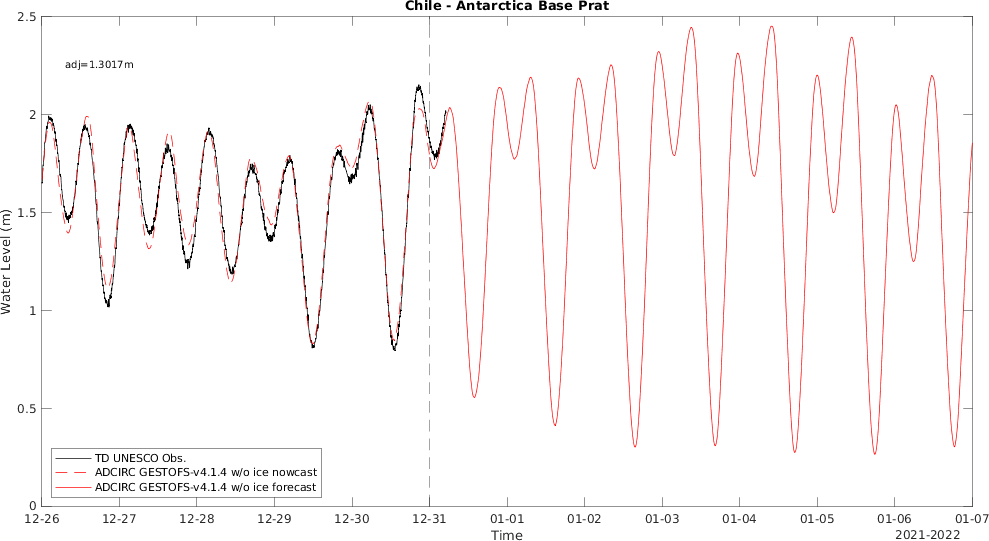 Chile - Antarctica Base Prat
adj=1.3017m
2.5
2
1.5
1
0.5
0
Water Level (m)
TD UNESCO Obs.
ADCIRC GESTOFS-v4.1.4 w/o ice nowcast
ADCIRC GESTOFS-v4.1.4 w/o ice forecast
12-26 12-27 12-28 12-29 12-30 12-31 01-01 01-02 01-03 01-04 01-05 01-06 01-07
Time
2021-2022